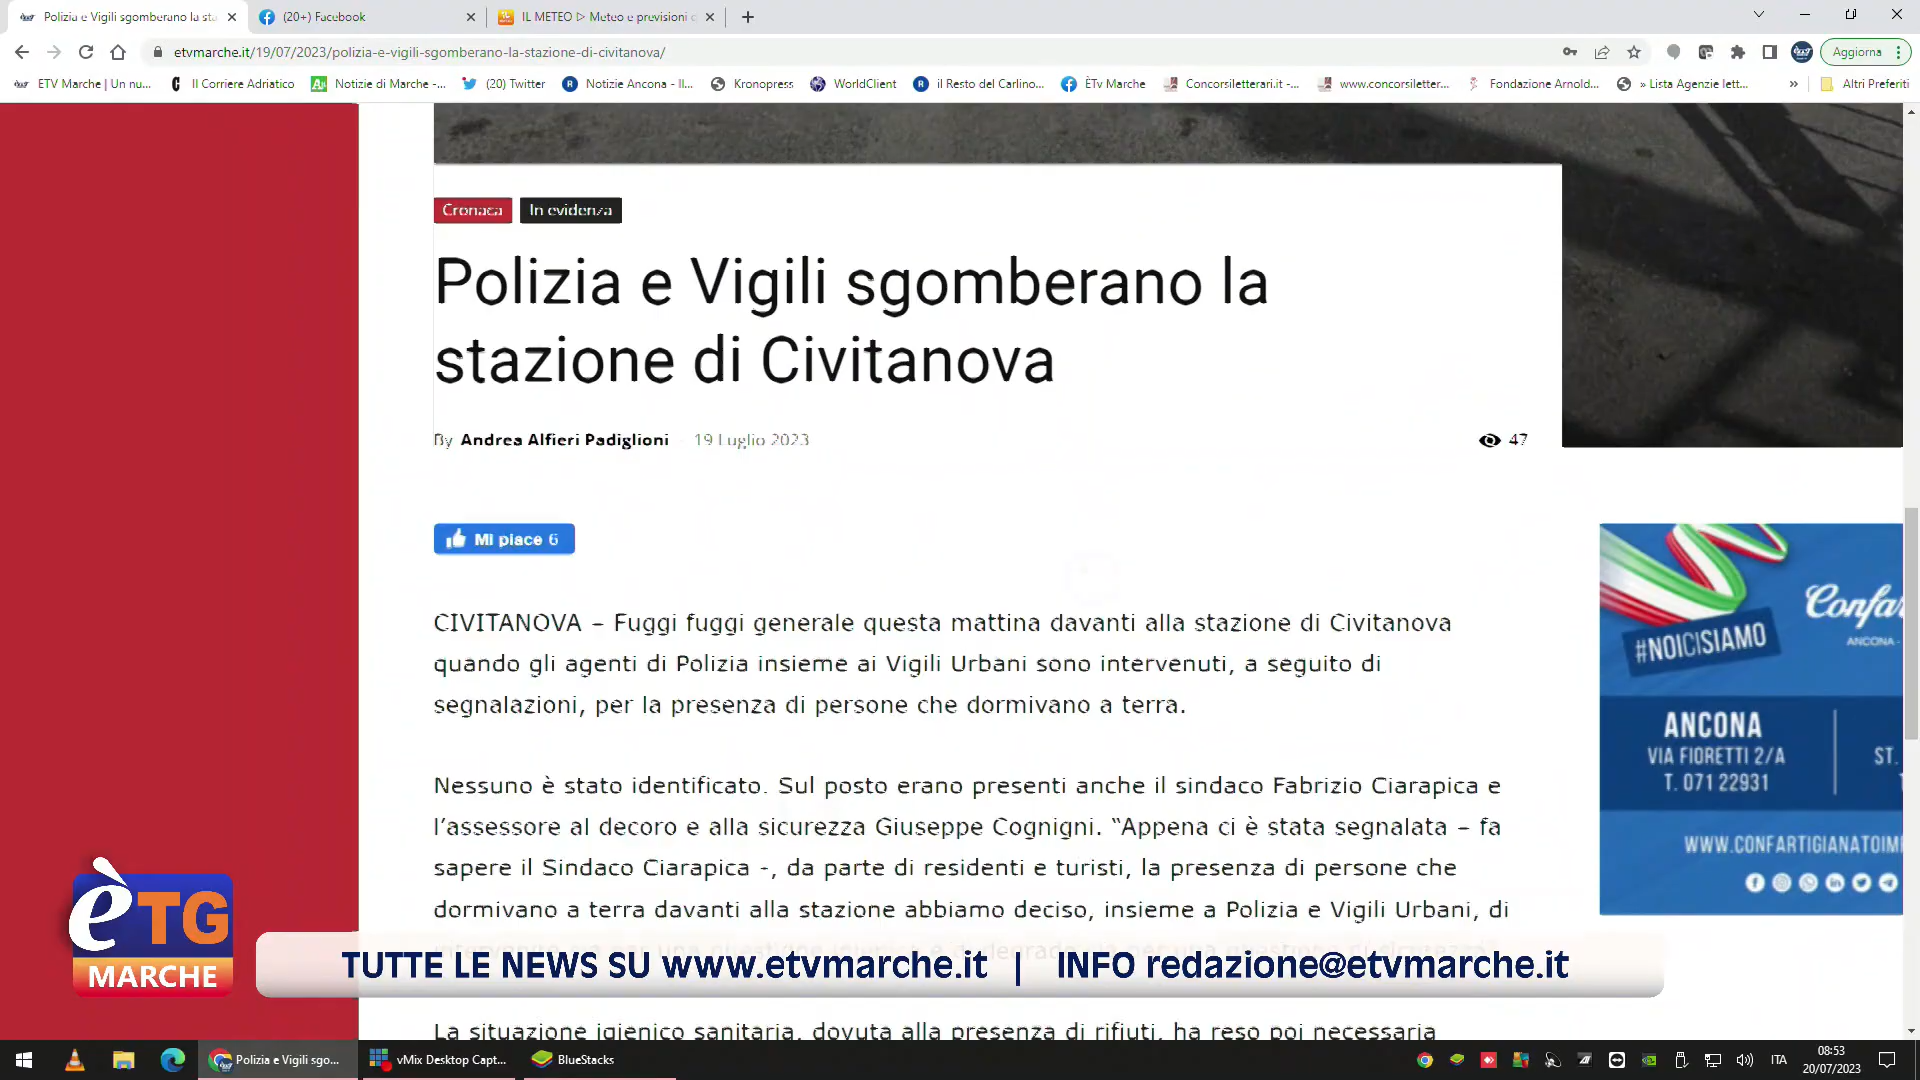 Polizia e Vigili sgomberano la sta
(20+) Facebook
IL METEO ▷ Meteo e previsioni
etvmarche.it/19/07/2023/polizia-e-vigili-sgomberano-la-stazione-di-civitanova/
Aggiorna
ETV Marche | Un nu... Il Corriere Adriatico Notizie di Marche -... (20) Twitter Notizie Ancona - Il... Kronopress WorldClient il Resto del Carlino... ÈTv Marche Concorsiletterari.it -... www.concorsiletter... Fondazione Arnold... » Lista Agenzie lett... » Altri Preferiti
Cronaca In evidenza
Polizia e Vigili sgomberano la
stazione di Civitanova
By Andrea Alfieri Padiglioni - 19 Luglio 2023 47
Mi piace 6
CIVITANOVA – Fuggi fuggi generale questa mattina davanti alla stazione di Civitanova
quando gli agenti di Polizia insieme ai Vigili Urbani sono intervenuti, a seguito di
segnalazioni, per la presenza di persone che dormivano a terra.
Nessuno è stato identificato. Sul posto erano presenti anche il sindaco Fabrizio Ciarapica e
l'assessore al decoro e alla sicurezza Giuseppe Cognigni. “Appena ci è stata segnalata – fa
sapere il Sindaco Ciarapica -, da parte di residenti e turisti, la presenza di persone che
dormivano a terra davanti alla stazione abbiamo deciso, insieme a Polizia e Vigili Urbani, di
La situazione igienico sanitaria, dovuta alla presenza di rifiuti, ha reso poi necessaria
#NOICISIAMO
Confar
ANCONA -
ANCONA
VIA FIORETTI 2/A
T. 071 22931
ST.
WWW.CONFARTIGIANATOIM
èTG
MARCHE
TUTTE LE NEWS SU www.etvmarche.it | INFO redazione@etvmarche.it
Polizia e Vigili sgo... vMix Desktop Capt... BlueStacks
ITA
08:53
20/07/2023